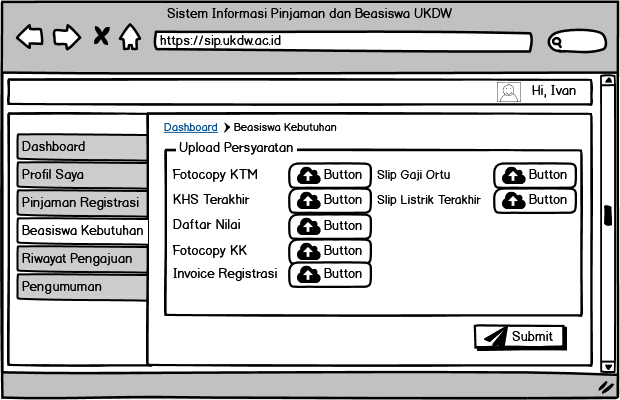 Sistem Informasi Pinjaman dan Beasiswa UKDW
https://sip.ukdw.ac.id
Hi, Ivan
Dashboard
Profil Saya
Pinjaman Registrasi
Beasiswa Kebutuhan
Riwayat Pengajuan
Pengumuman
Dashboard > Beasiswa Kebutuhan
Upload Persyaratan
Fotocopy KTM Button Slip Gaji Ortu Button
KHS Terakhir Button Slip Listrik Terakhir Button
Daftar Nilai Button
Fotocopy KK Button
Invoice Registrasi Button
Submit